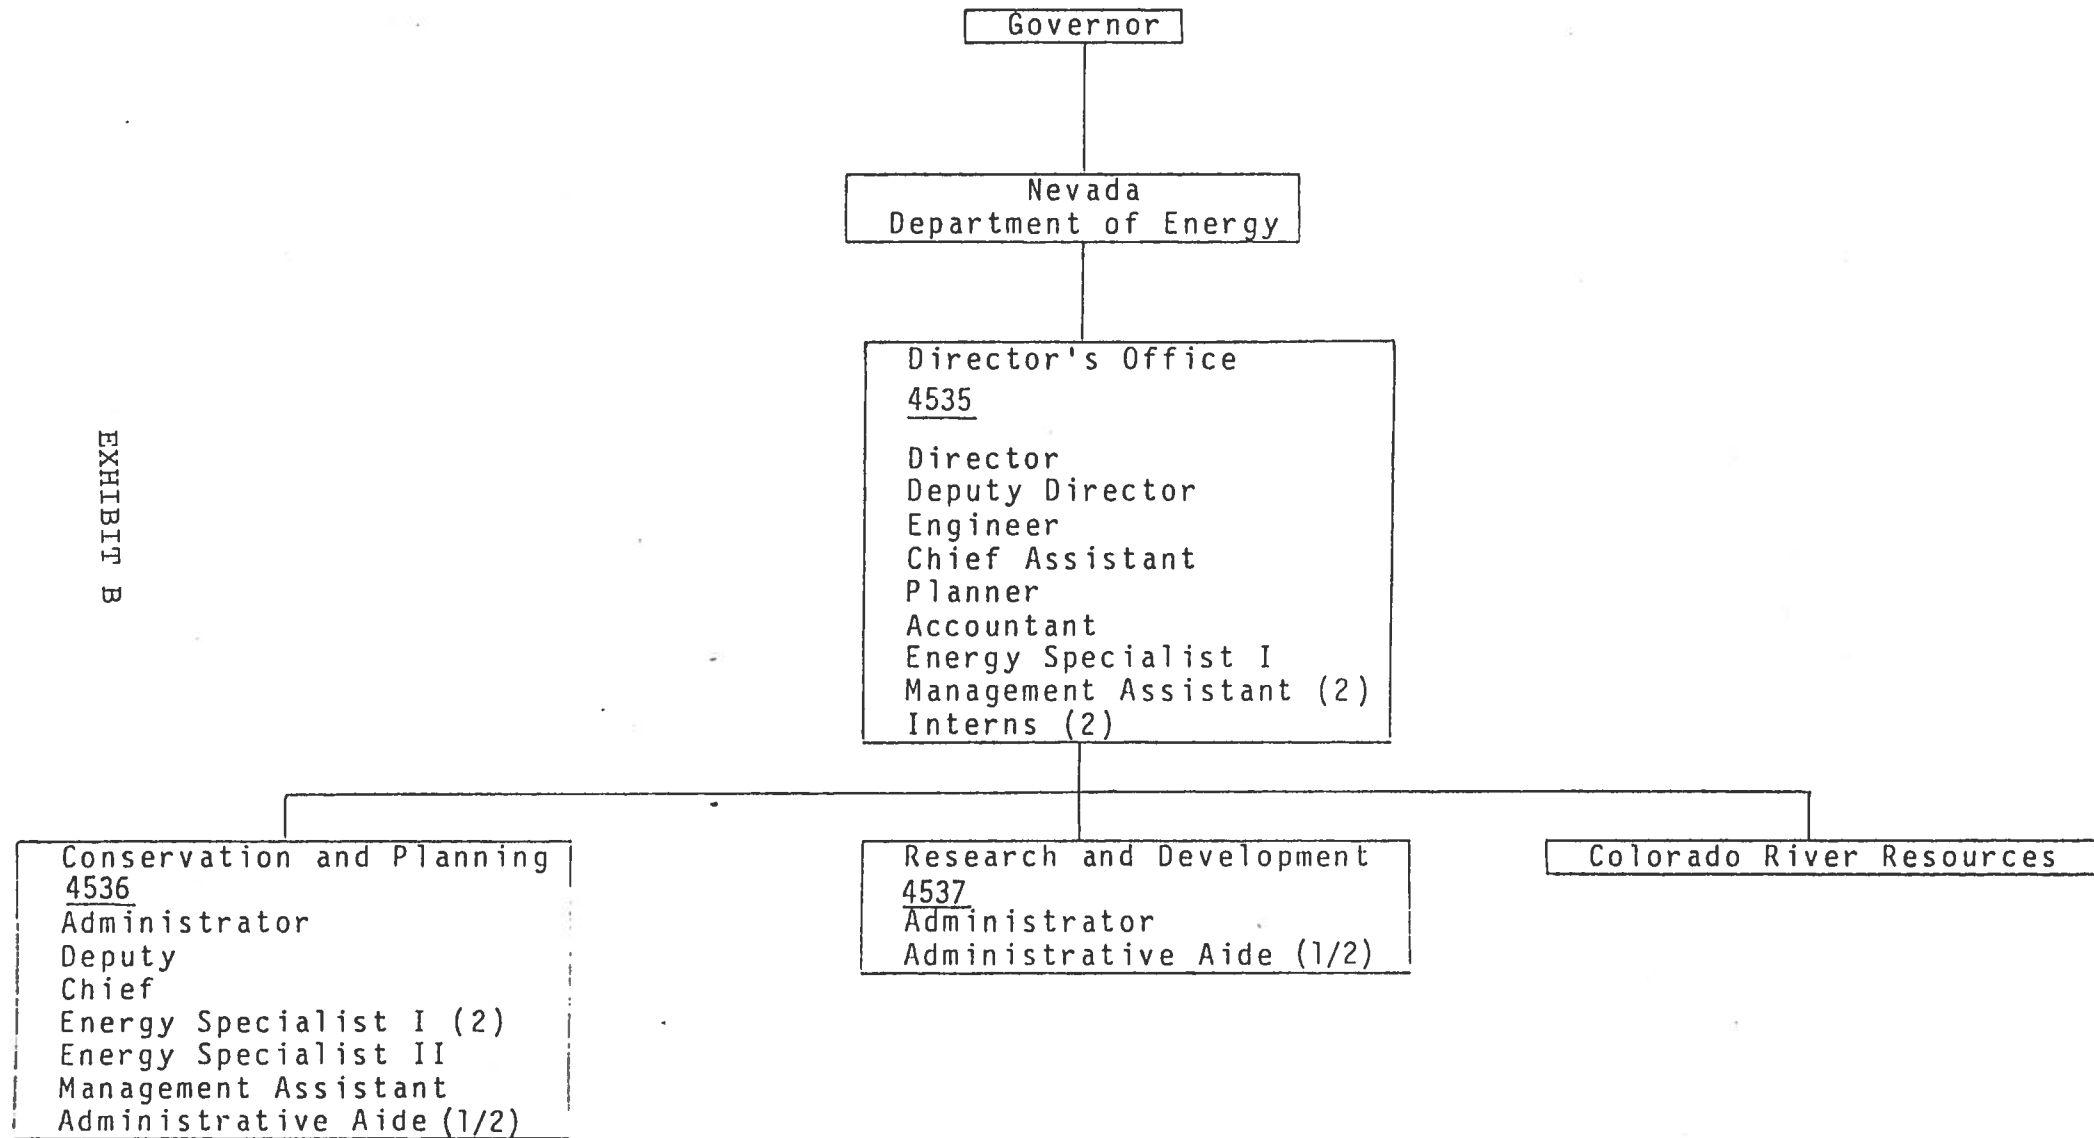 Governor
Nevada
Department of Energy
Director's Office
4535
Director
Deputy Director
Engineer
Chief Assistant
Planner
Accountant
Energy Specialist I
Management Assistant (2)
Interns (2)
EXHIBIT B
Conservation and Planning
4536
Administrator
Deputy
Chief
Energy Specialist I (2)
Energy Specialist II
Management Assistant
Administrative Aide (1/2)
Research and Development
4537
Administrator
Administrative Aide (1/2)
Colorado River Resources